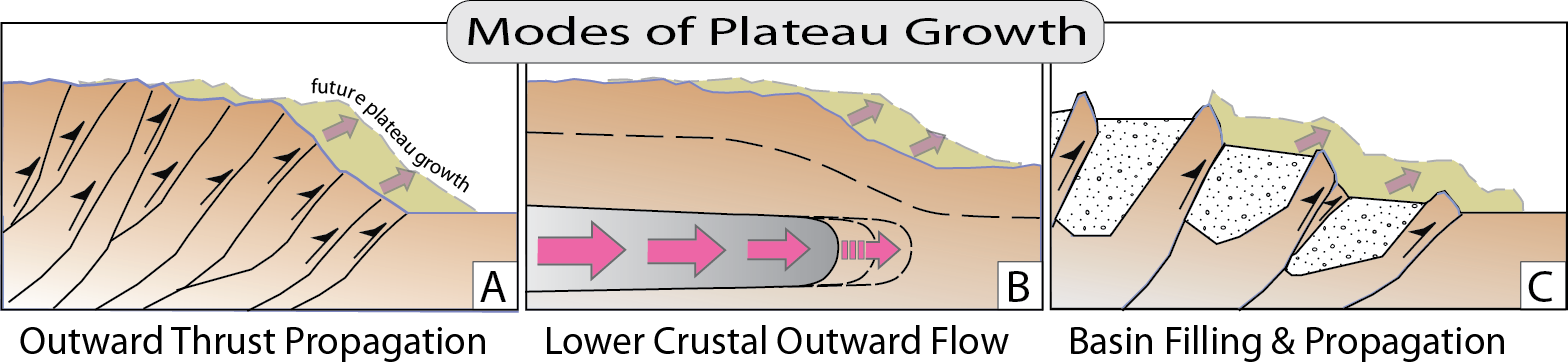 Modes of Plateau Growth
future plateau growth
A
B
C
Outward Thrust Propagation
Lower Crustal Outward Flow
Basin Filling & Propagation